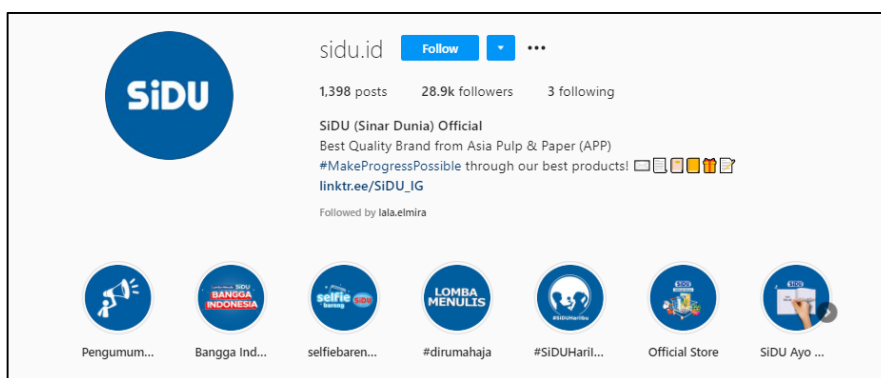 SiDU
sidu.id Follow
1,398 posts 28.9k followers 3 following
SiDU (Sinar Dunia) Official
Best Quality Brand from Asia Pulp & Paper (APP)
#MakeProgressPossible through our best products!
linktr.ee/SiDU_IG
Followed by lala.elmira
SiDU
BANGGA
INDONESIA
selfie
bareng SiDU
LOMBA
MENULIS
#SiDUHariIbu
SiDU
SiDU
Pengumum... Bangga Ind... selfiebaren... #dirumahaja #SiDUHariI... Official Store SiDU Ayo ...